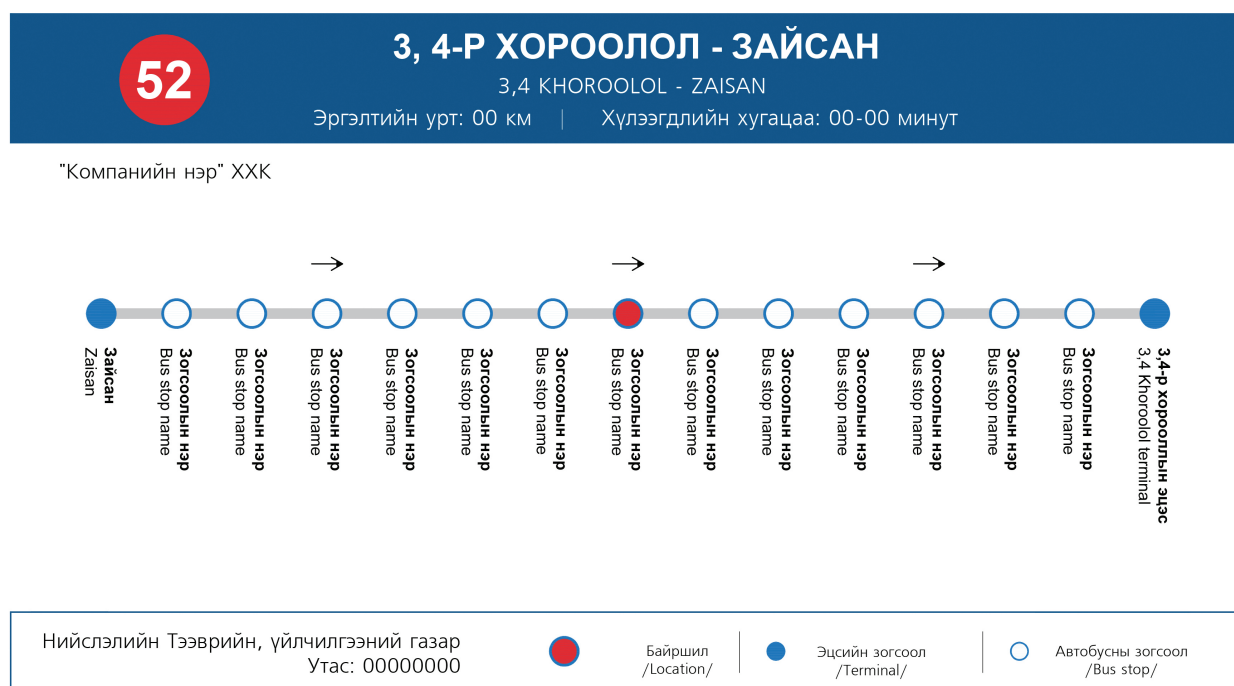 52
3, 4-Р ХОРООЛОЛ - ЗАЙСАН
3,4 KHOROOLOL - ZAISAN
Эргэлтийн урт: 00 км | Хүлээгдлийн хугацаа: 00-00 минут
"Компанийн нэр" ХХК
Зайсан
Zaisan
Зогсоолын нэр
Bus stop name
Зогсоолын нэр
Bus stop name
Зогсоолын нэр
Bus stop name
Зогсоолын нэр
Bus stop name
Зогсоолын нэр
Bus stop name
Зогсоолын нэр
Bus stop name
Зогсоолын нэр
Bus stop name
Зогсоолын нэр
Bus stop name
Зогсоолын нэр
Bus stop name
Зогсоолын нэр
Bus stop name
Зогсоолын нэр
Bus stop name
Зогсоолын нэр
Bus stop name
Зогсоолын нэр
Bus stop name
3,4-р хорооллын эцэс
3,4 Khoroolol terminal
Нийслэлийн Тээврийн, үйлчилгээний газар
Утас: 00000000
Байршил
/Location/
Эцсийн зогсоол
/Terminal/
Автобусны зогсоол
/Bus stop/